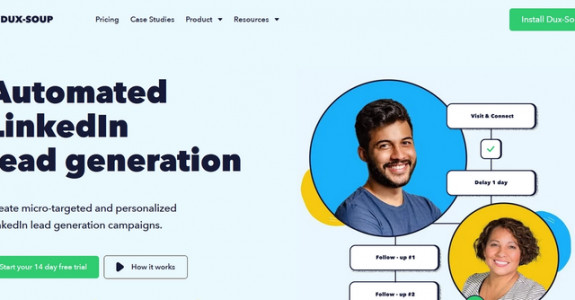 DUX-SOUP
Pricing Case Studies Product Resources
Install Dux-So
Automated
LinkedIn
lead generation
eate micro-targeted and personalized
nkedIn lead generation campaigns.
Start your 14 day free trial
How it works
Visit & Connect
Delay 1 day
Follow - up #1
Follow - up #2